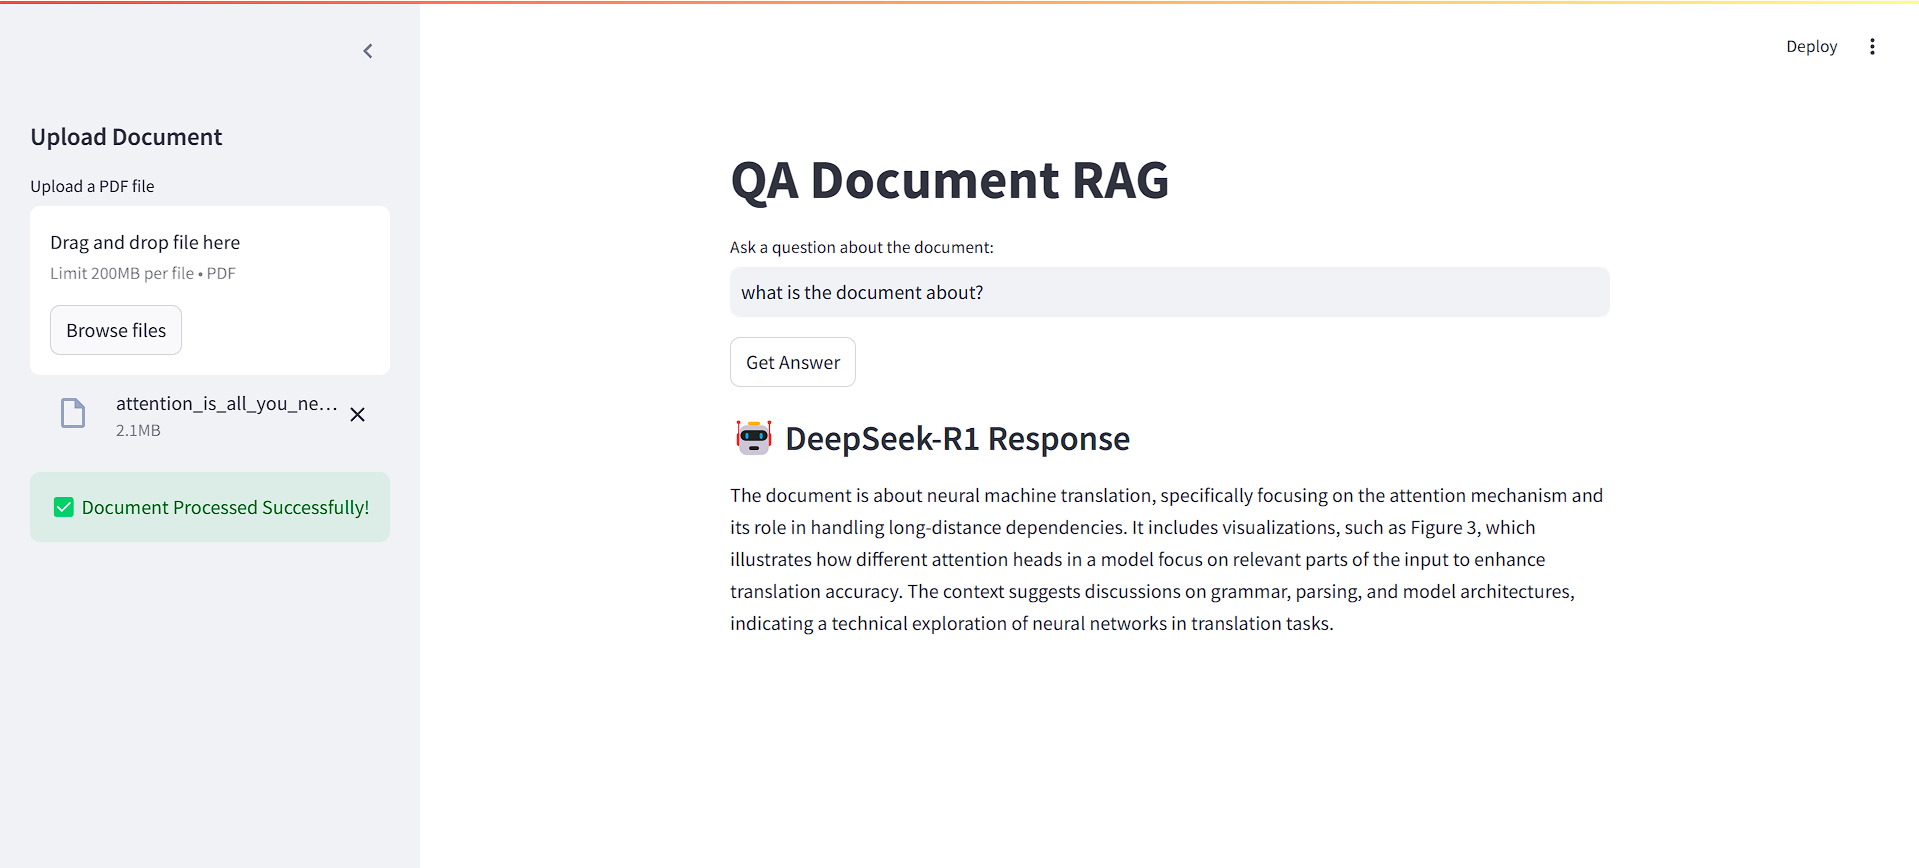 Deploy
Upload Document
Upload a PDF file
Drag and drop file here
Limit 200MB per file • PDF
Browse files
attention_is_all_you_ne...
2.1MB
✅ Document Processed Successfully!
QA Document RAG
Ask a question about the document:
what is the document about?
Get Answer
🤖 DeepSeek-R1 Response
The document is about neural machine translation, specifically focusing on the attention mechanism and
its role in handling long-distance dependencies. It includes visualizations, such as Figure 3, which
illustrates how different attention heads in a model focus on relevant parts of the input to enhance
translation accuracy. The context suggests discussions on grammar, parsing, and model architectures,
indicating a technical exploration of neural networks in translation tasks.